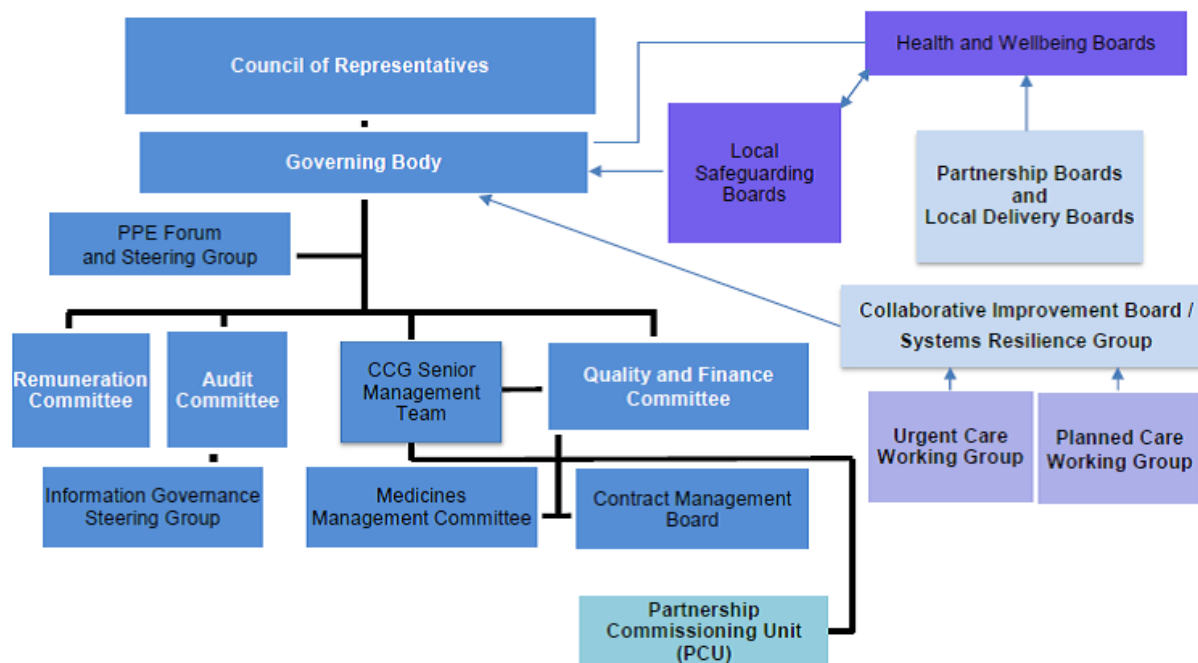 Council of Representatives
Health and Wellbeing Boards
Governing Body
Local
Safeguarding
Boards
Partnership Boards
and
Local Delivery Boards
PPE Forum
and Steering Group
Collaborative Improvement Board /
Systems Resilience Group
Remuneration
Committee
Audit
Committee
CCG Senior
Management
Team
Quality and Finance
Committee
Urgent Care
Working Group
Planned Care
Working Group
Information Governance
Steering Group
Medicines
Management Committee
Contract Management
Board
Partnership
Commissioning Unit
(PCU)